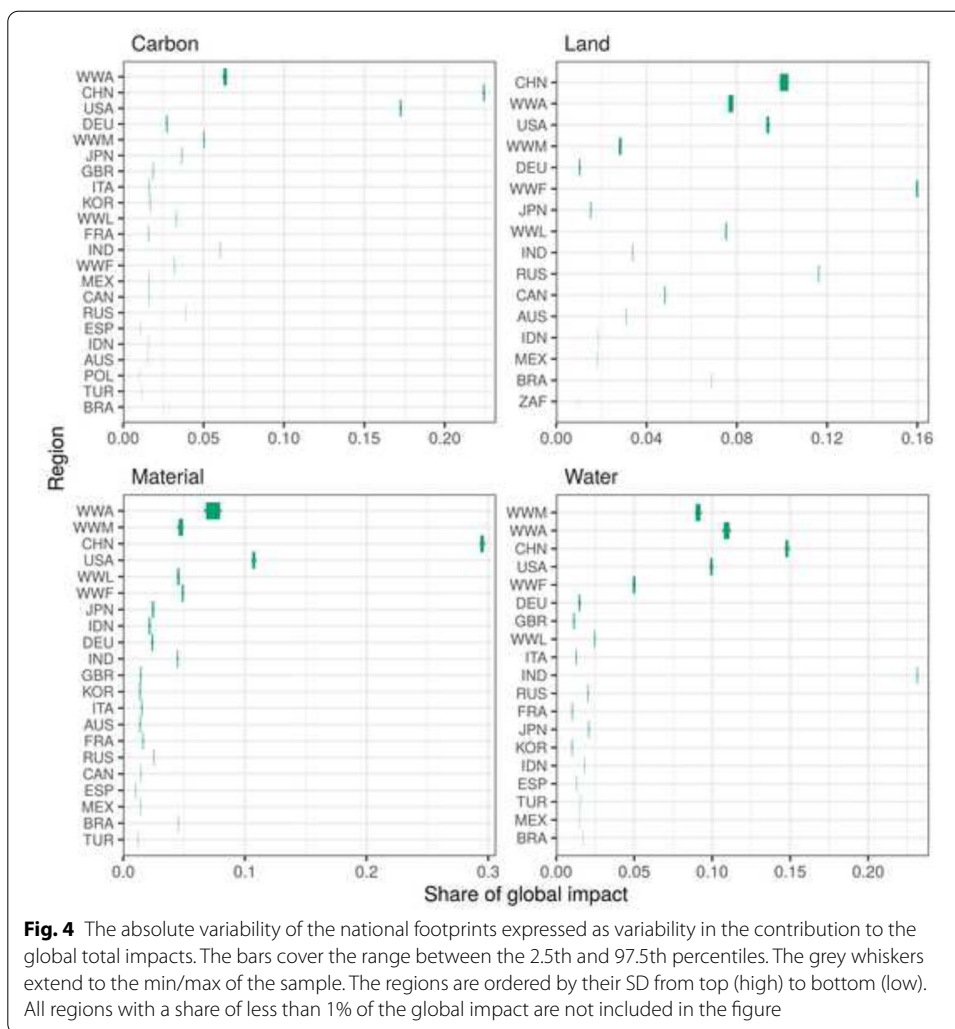 Carbon
WWA
CHN
USA
DEU
WWM
JPN
GBR
ITA
KOR
WWL
FRA
IND
WWF
MEX
CAN
RUS
ESP
IDN
AUS
POL
TUR
BRA
0.00 0.05 0.10 0.15 0.20
Land
CHN
WWA
USA
WWM
DEU
WWF
JPN
WWL
IND
RUS
CAN
AUS
IDN
MEX
BRA
ZAF
0.00 0.04 0.08 0.12 0.16
Region
Material
WWA
WWM
CHN
USA
WWL
WWF
JPN
IDN
DEU
IND
GBR
KOR
ITA
AUS
FRA
RUS
CAN
ESP
MEX
BRA
TUR
0.0 0.1 0.2 0.3
Water
WWM
WWA
CHN
USA
WWF
DEU
GBR
WWL
ITA
IND
RUS
FRA
JPN
KOR
IDN
ESP
TUR
MEX
BRA
0.00 0.05 0.10 0.15 0.20
Share of global impact
Fig. 4 The absolute variability of the national footprints expressed as variability in the contribution to the
global total impacts. The bars cover the range between the 2.5th and 97.5th percentiles. The grey whiskers
extend to the min/max of the sample. The regions are ordered by their SD from top (high) to bottom (low).
All regions with a share of less than 1% of the global impact are not included in the figure